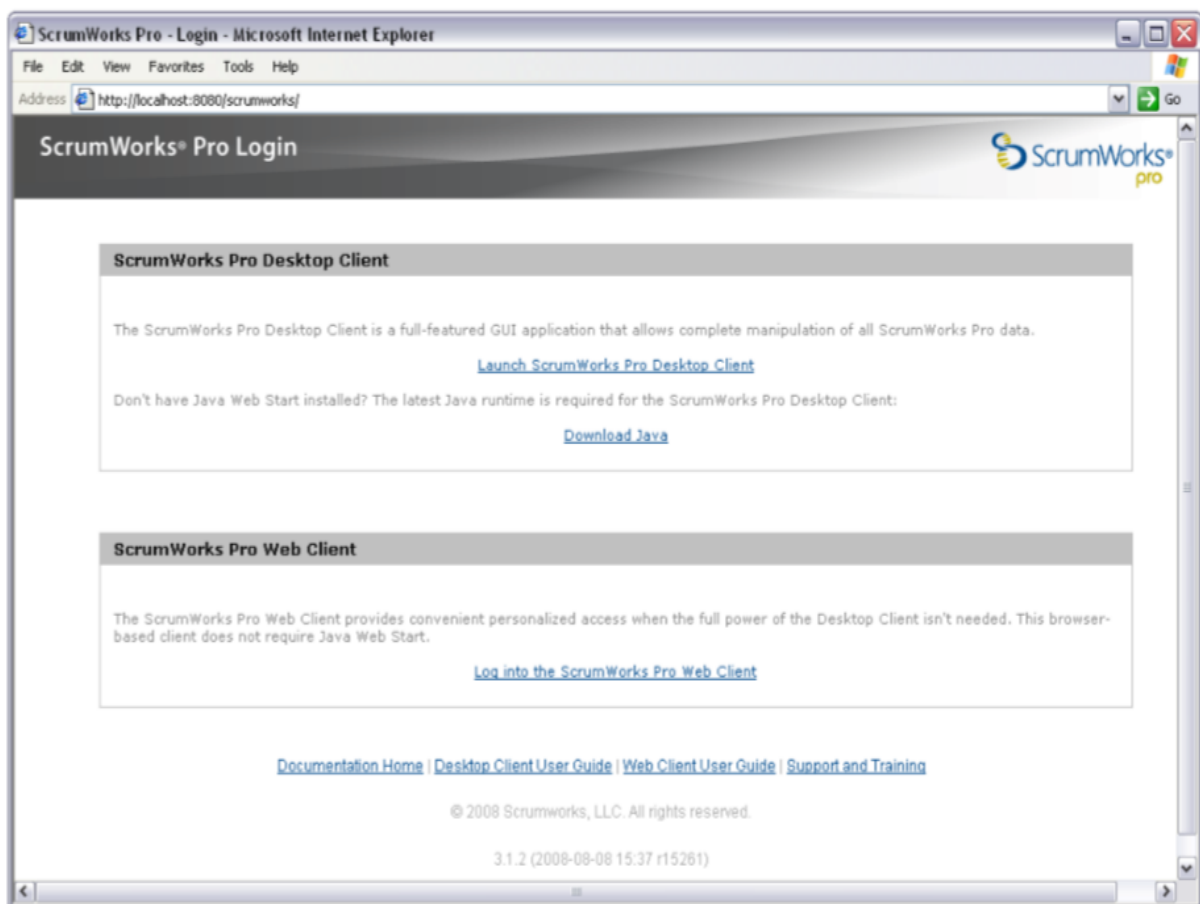 ScrumWorks Pro - Login - Microsoft Internet Explorer
File Edit View Favorites Tools Help
Address http://localhost:8080/scrumworks/ Go
ScrumWorks® Pro Login
ScrumWorks®
pro
ScrumWorks Pro Desktop Client
The ScrumWorks Pro Desktop Client is a full-featured GUI application that allows complete manipulation of all ScrumWorks Pro data.
Launch ScrumWorks Pro Desktop Client
Don't have Java Web Start installed? The latest Java runtime is required for the ScrumWorks Pro Desktop Client:
Download Java
ScrumWorks Pro Web Client
The ScrumWorks Pro Web Client provides convenient personalized access when the full power of the Desktop Client isn't needed. This browser-
based client does not require Java Web Start.
Log into the ScrumWorks Pro Web Client
Documentation Home | Desktop Client User Guide | Web Client User Guide | Support and Training
© 2008 Scrumworks, LLC. All rights reserved.
3.1.2 (2008-08-08 15:37 r15261)